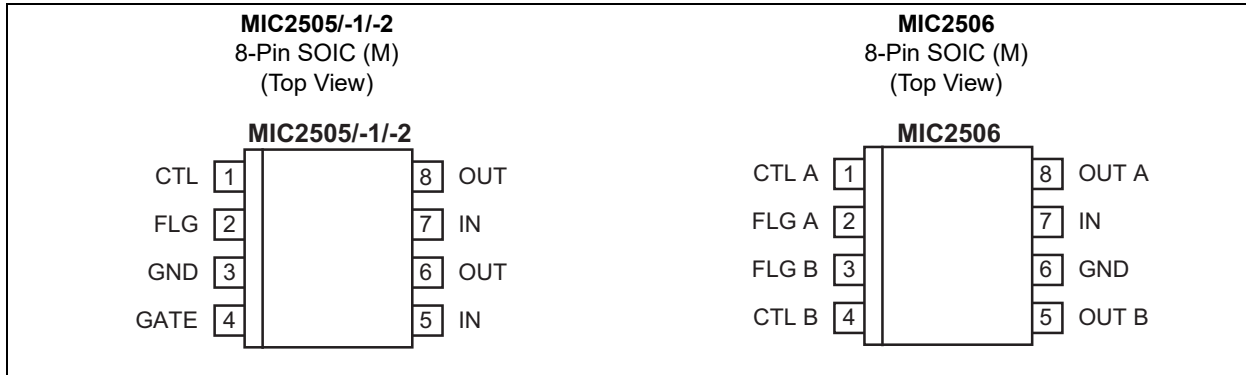 MIC2505/-1/-2
8-Pin SOIC (M)
(Top View)
MIC2505/-1/-2
CTL 1 8 OUT
FLG 2 7 IN
GND 3 6 OUT
GATE 4 5 IN
MIC2506
8-Pin SOIC (M)
(Top View)
MIC2506
CTL A 1 8 OUT A
FLG A 2 7 IN
FLG B 3 6 GND
CTL B 4 5 OUT B